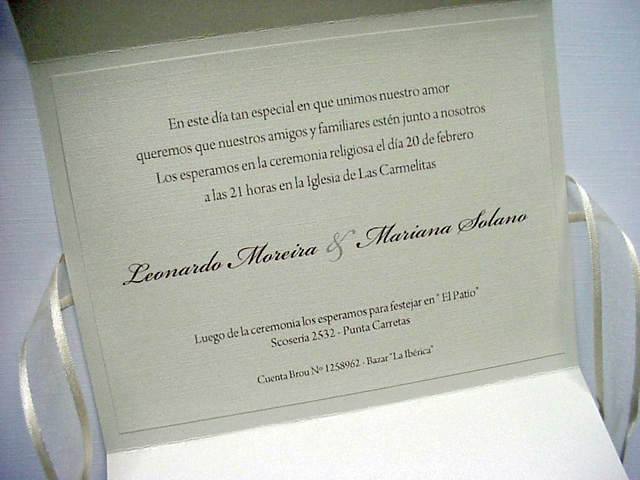 En este día tan especial en que unimos nuestro amor
queremos que nuestros amigos y familiares estén junto a nosotros
Los esperamos en la ceremonia religiosa el día 20 de febrero
a las 21 horas en la Iglesia de Las Carmelitas
Leonardo Moreira & Mariana Solano
Luego de la ceremonia los esperamos para festejar en " El Patio"
Scosería 2532 - Punta Carretas
Cuenta Brou Nº 1258962 - Bazar "La Ibérica"